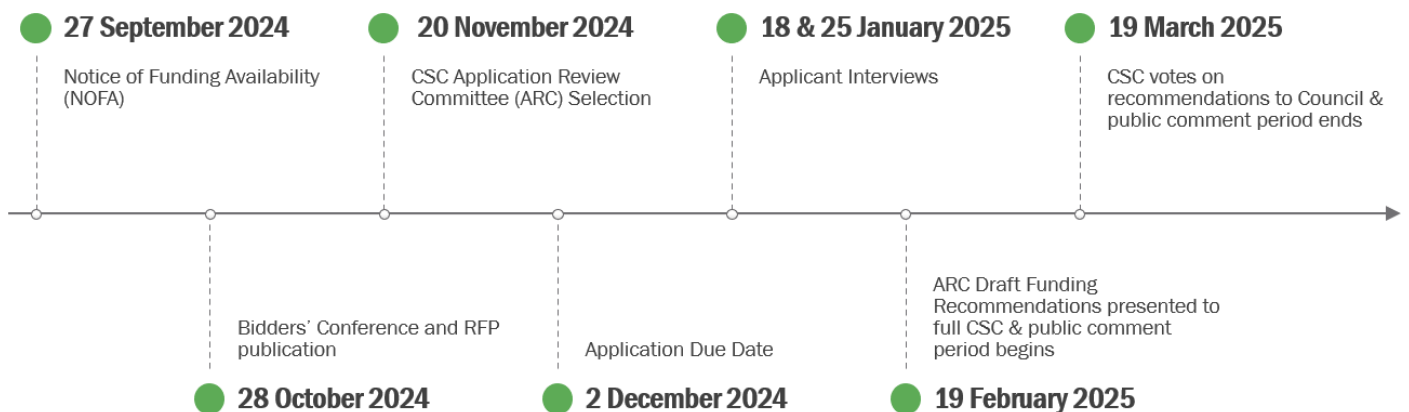 27 September 2024
Notice of Funding Availability
(NOFA)
20 November 2024
CSC Application Review
Committee (ARC) Selection
18 & 25 January 2025
Applicant Interviews
19 March 2025
CSC votes on
recommendations to Council &
public comment period ends
Bidders’ Conference and RFP
publication
28 October 2024
Application Due Date
2 December 2024
ARC Draft Funding
Recommendations presented to
full CSC & public comment
period begins
19 February 2025